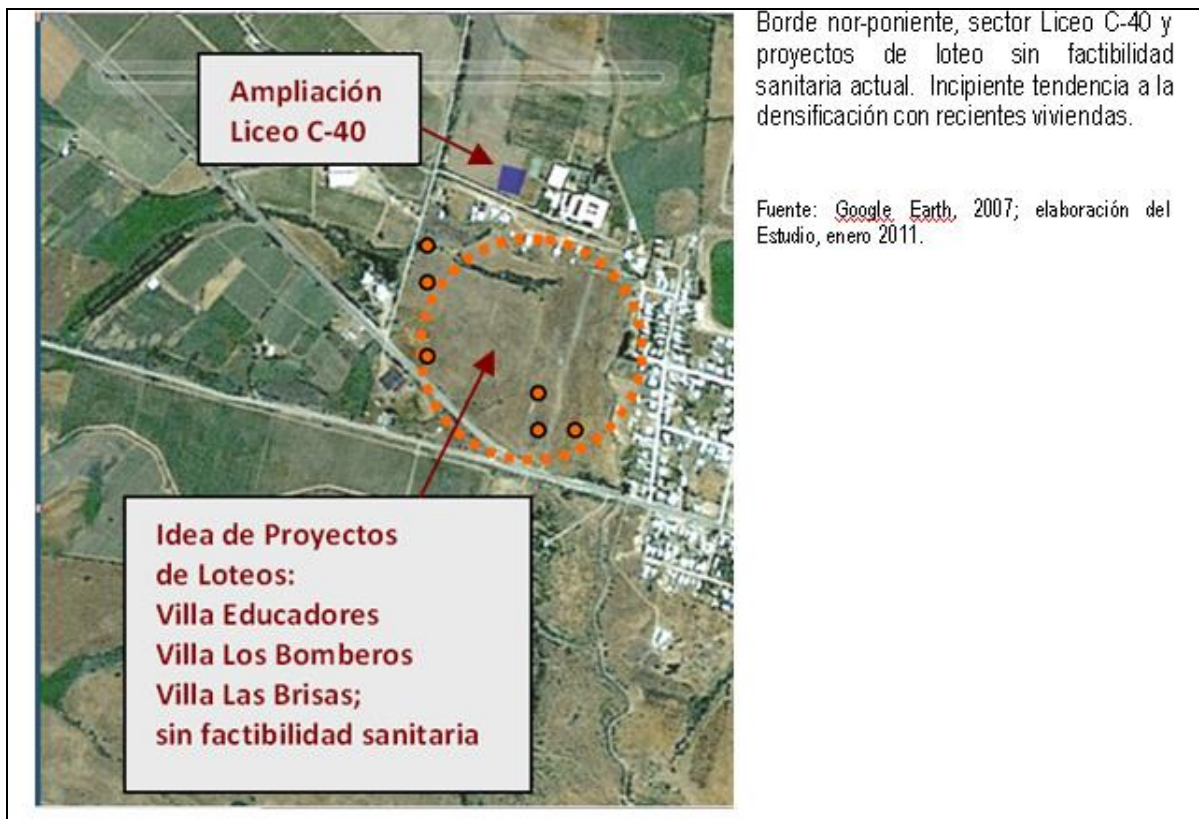 Ampliación
Liceo C-40
Idea de Proyectos
de Loteos:
Villa Educadores
Villa Los Bomberos
Villa Las Brisas;
sin factibilidad sanitaria
Borde nor-poniente, sector Liceo C-40 y
proyectos de loteo sin factibilidad
sanitaria actual. Incipiente tendencia a la
densificación con recientes viviendas.
Fuente: Google Earth, 2007; elaboración del
Estudio, enero 2011.